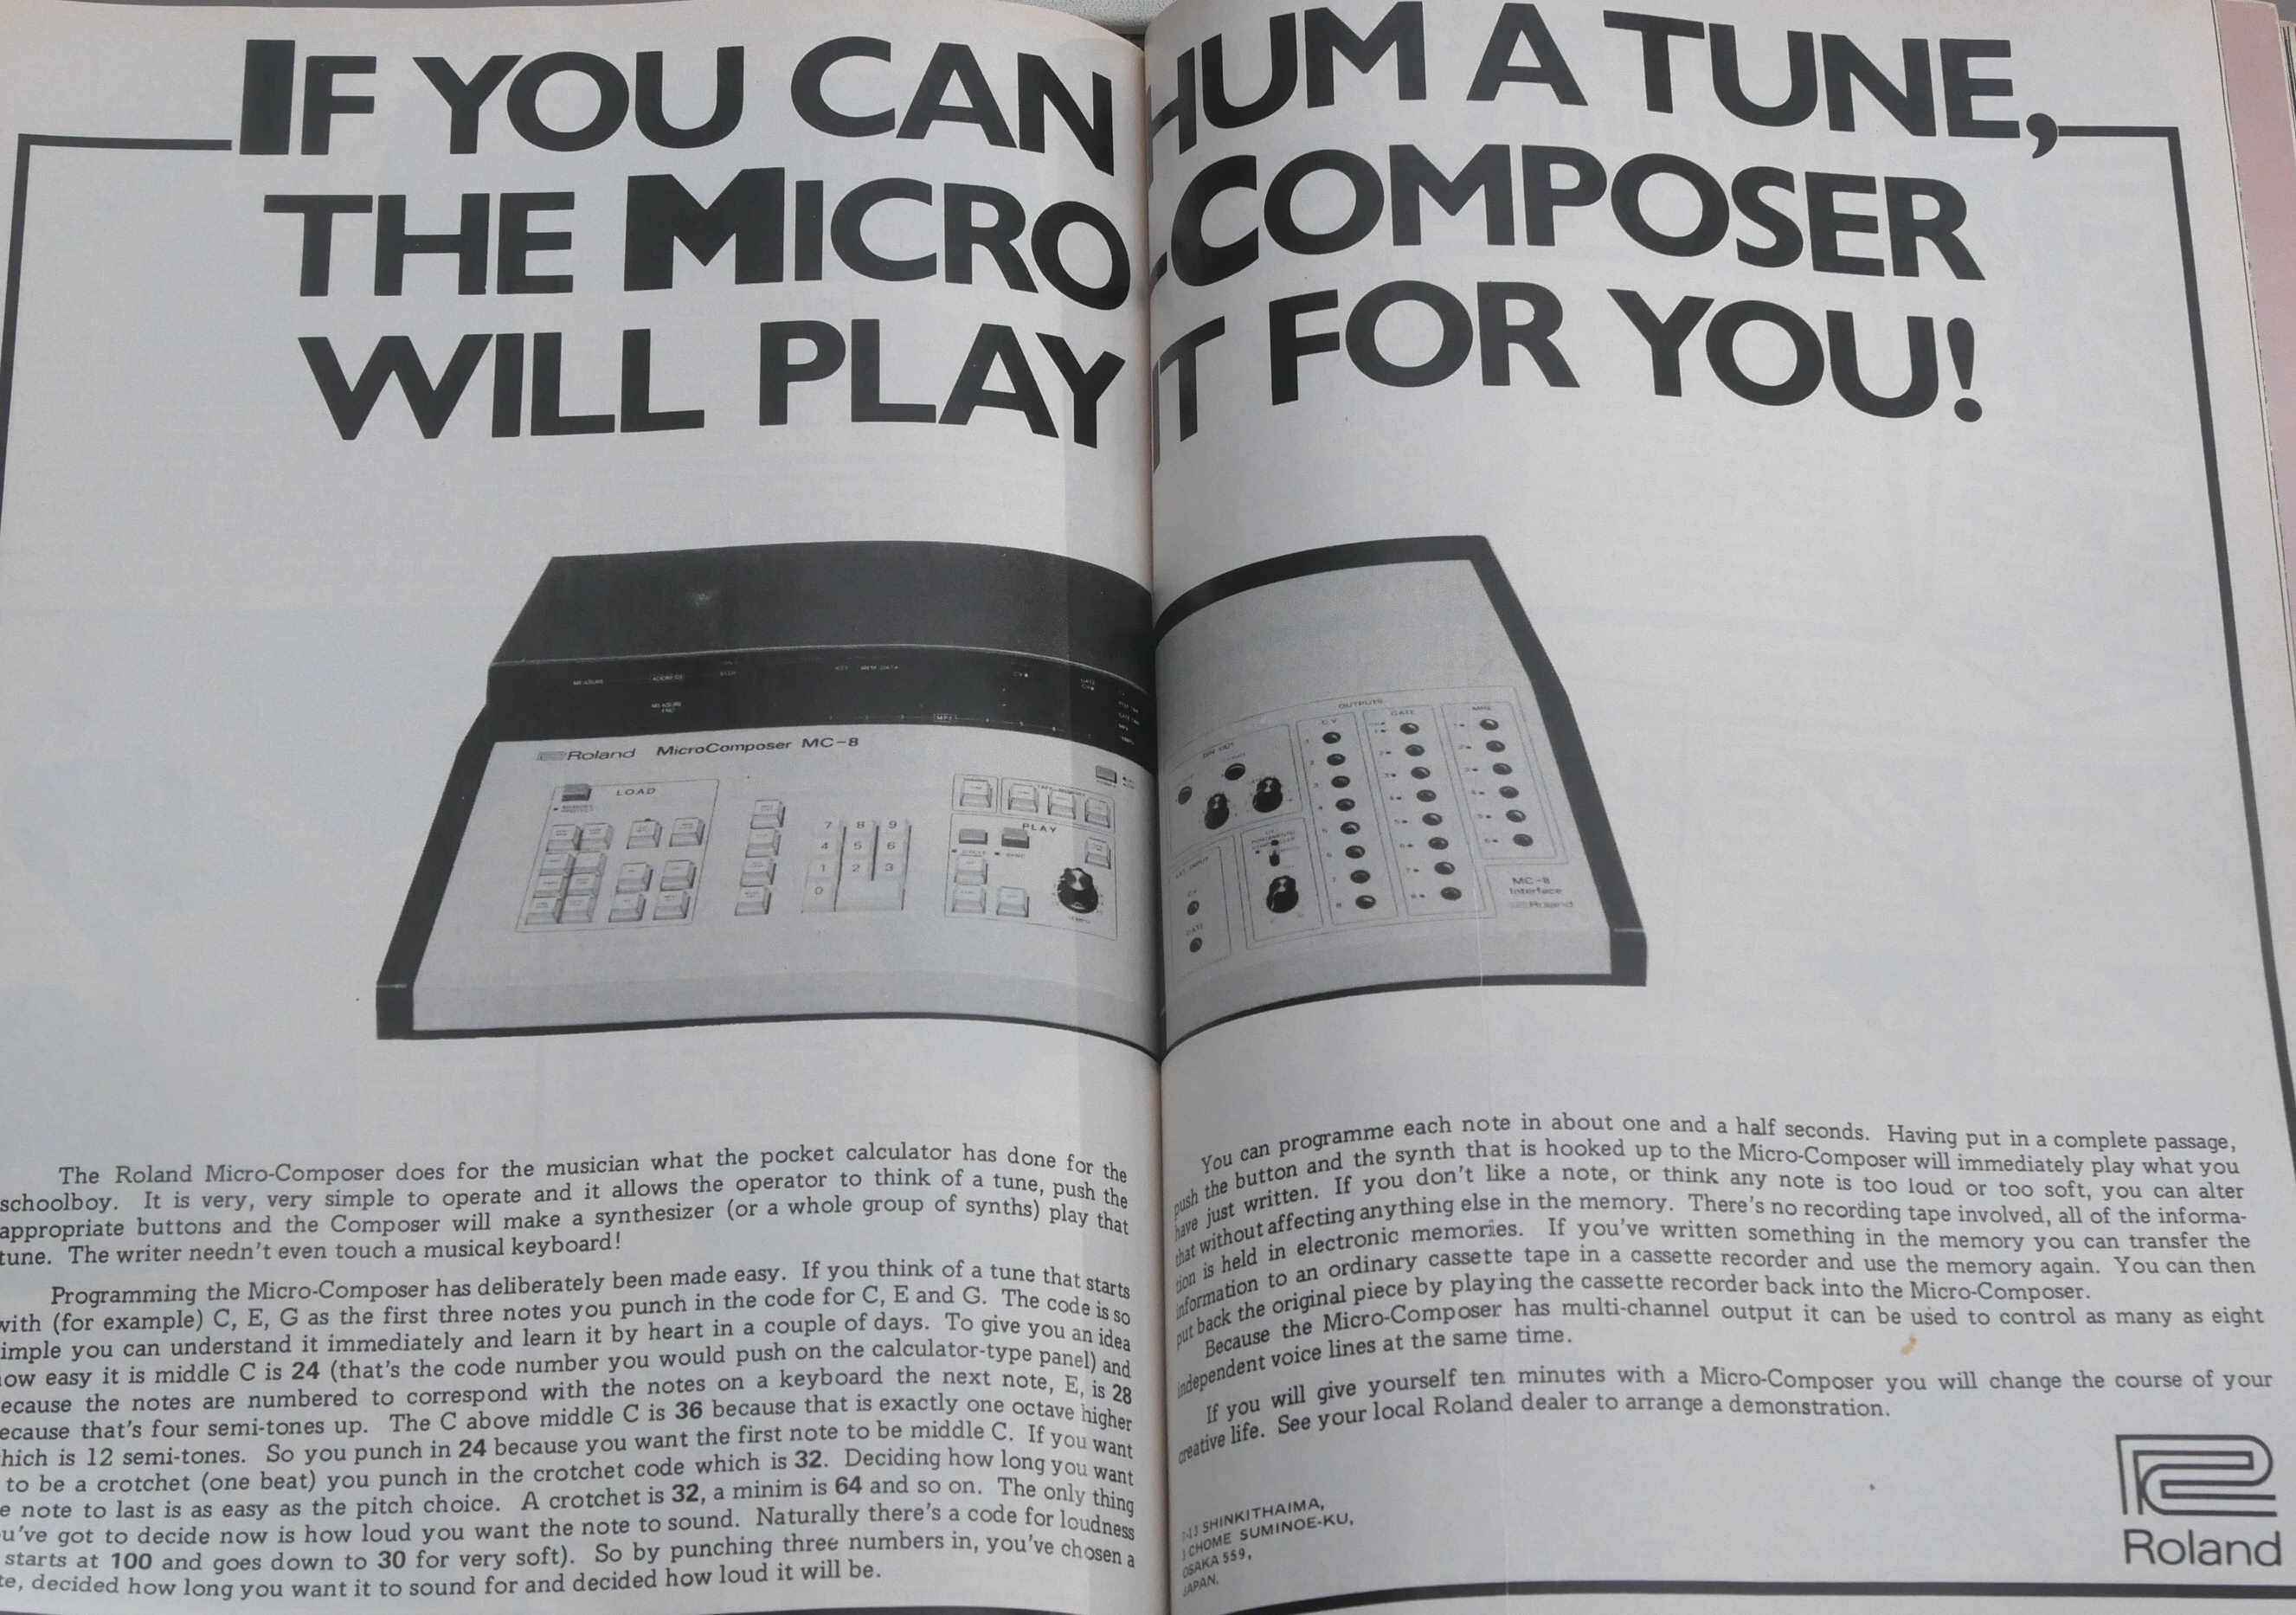 IF YOU CAN HUM A TUNE,
THE MICRO-COMPOSER
WILL PLAY IT FOR YOU!
MEASURE
ADDRESS
STEP
MEASURE
END
Roland MicroComposer MC-8
LOAD
7 8 9
4 5 6
1 2 3
0
PLAY
OUTPUTS
CV
GATE
MPX
CV
GATE
MC-8
Interface
Roland
The Roland Micro-Composer does for the musician what the pocket calculator has done for the
schoolboy. It is very, very simple to operate and it allows the operator to think of a tune, push the
appropriate buttons and the Composer will make a synthesizer (or a whole group of synths) play that
tune. The writer needn't even touch a musical keyboard!
Programming the Micro-Composer has deliberately been made easy. If you think of a tune that starts
with (for example) C, E, G as the first three notes you punch in the code for C, E and G. The code is so
imple you can understand it immediately and learn it by heart in a couple of days. To give you an idea
ow easy it is middle C is 24 (that's the code number you would push on the calculator-type panel) and
ecause the notes are numbered to correspond with the notes on a keyboard the next note, E, is 28
ecause that's four semi-tones up. The C above middle C is 36 because that is exactly one octave higher
hich is 12 semi-tones. So you punch in 24 because you want the first note to be middle C. If you want
to be a crotchet (one beat) you punch in the crotchet code which is 32. Deciding how long you want
e note to last is as easy as the pitch choice. A crotchet is 32, a minim is 64 and so on. The only thing
u've got to decide now is how loud you want the note to sound. Naturally there's a code for loudness
starts at 100 and goes down to 30 for very soft). So by punching three numbers in, you've chosen a
te, decided how long you want it to sound for and decided how loud it will be.
You can programme each note in about one and a half seconds. Having put in a complete passage,
push the button and the synth that is hooked up to the Micro-Composer will immediately play what you
have just written. If you don't like a note, or think any note is too loud or too soft, you can alter
that without affecting anything else in the memory. There's no recording tape involved, all of the informa-
tion is held in electronic memories. If you've written something in the memory you can transfer the
information to an ordinary cassette tape in a cassette recorder and use the memory again. You can then
put back the original piece by playing the cassette recorder back into the Micro-Composer.
Because the Micro-Composer has multi-channel output it can be used to control as many as eight
independent voice lines at the same time.
If you will give yourself ten minutes with a Micro-Composer you will change the course of your
creative life. See your local Roland dealer to arrange a demonstration.
SHINKITHAIMA,
CHOME SUMINOE-KU,
OSAKA 559,
JAPAN.
Roland